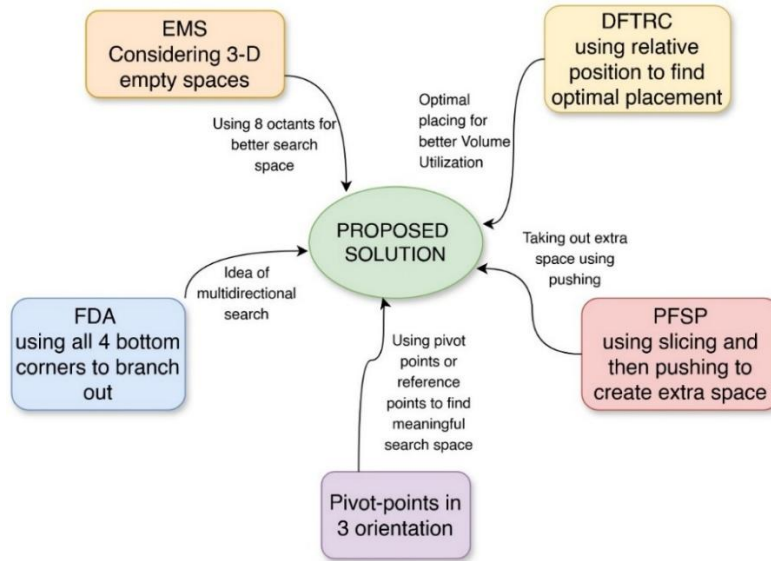 EMS
Considering 3-D
empty spaces
DFTRC
using relative
position to find
optimal placement
Using 8 octants for
better search
space
Optimal
placing for
better Volume
Utilization
PROPOSED
SOLUTION
Taking out extra
space using
pushing
Idea of
multidirectional
search
FDA
using all 4 bottom
corners to branch
out
Using pivot
points or
reference
points to find
meaningful
search space
PFSP
using slicing and
then pushing to
create extra space
Pivot-points in
3 orientation